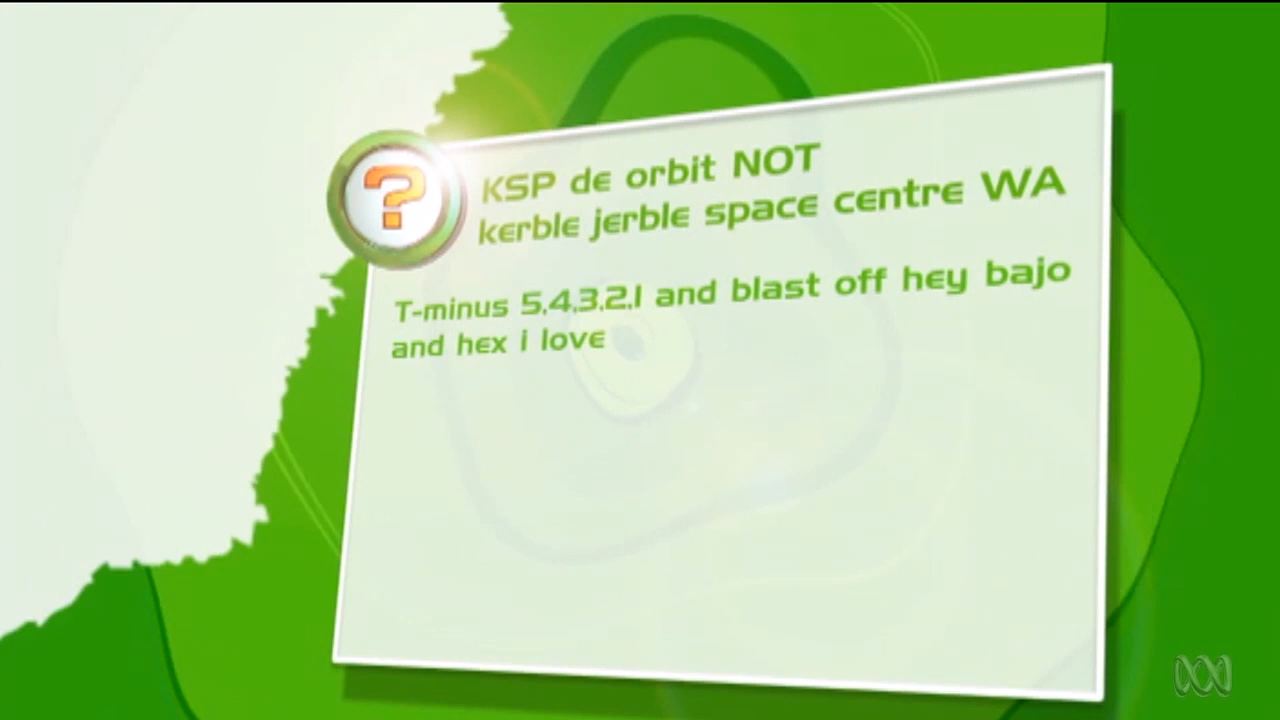 KSP de orbit NOT
kerble jerble space centre WA
T-minus 5,4,3,2,1 and blast off hey bajo
and hex i love